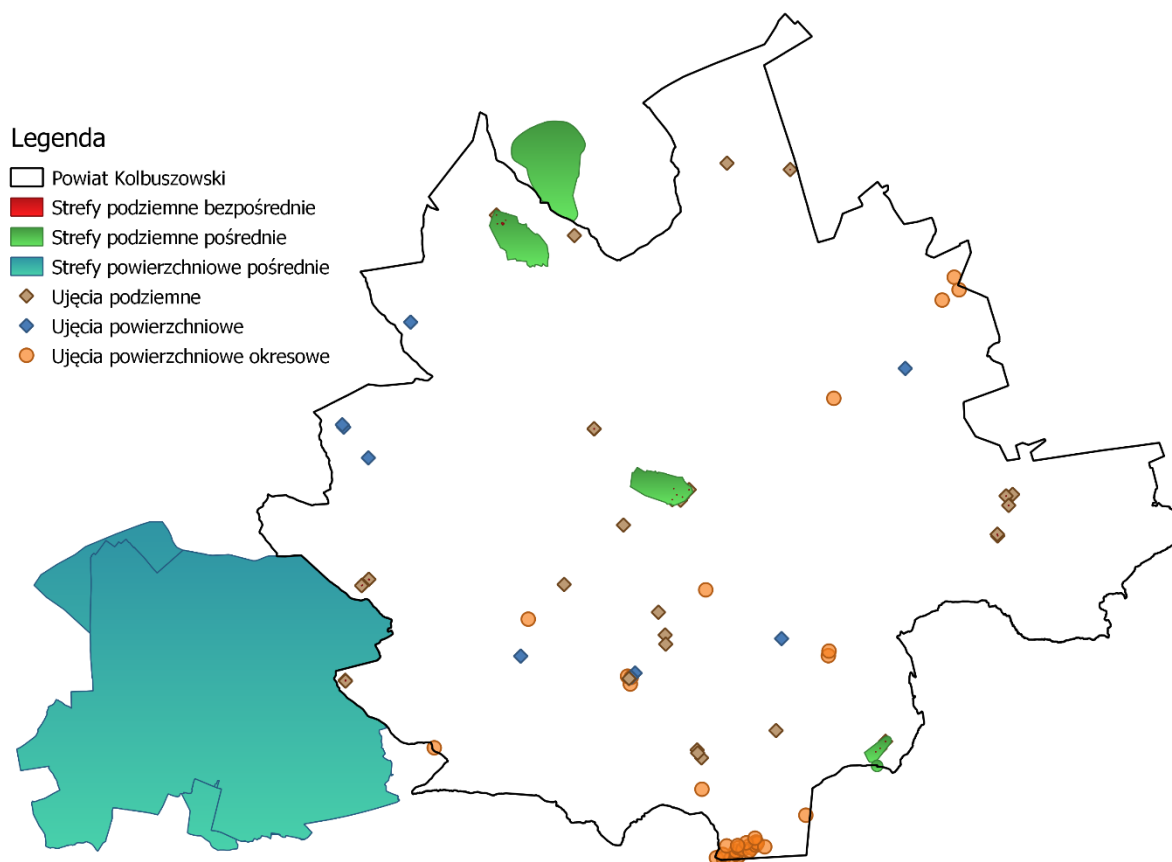 Legenda
Powiat Kolbuszowski
Strefy podziemne bezpośrednie
Strefy podziemne pośrednie
Strefy powierzchniowe pośrednie
Ujęcia podziemne
Ujęcia powierzchniowe
Ujęcia powierzchniowe okresowe